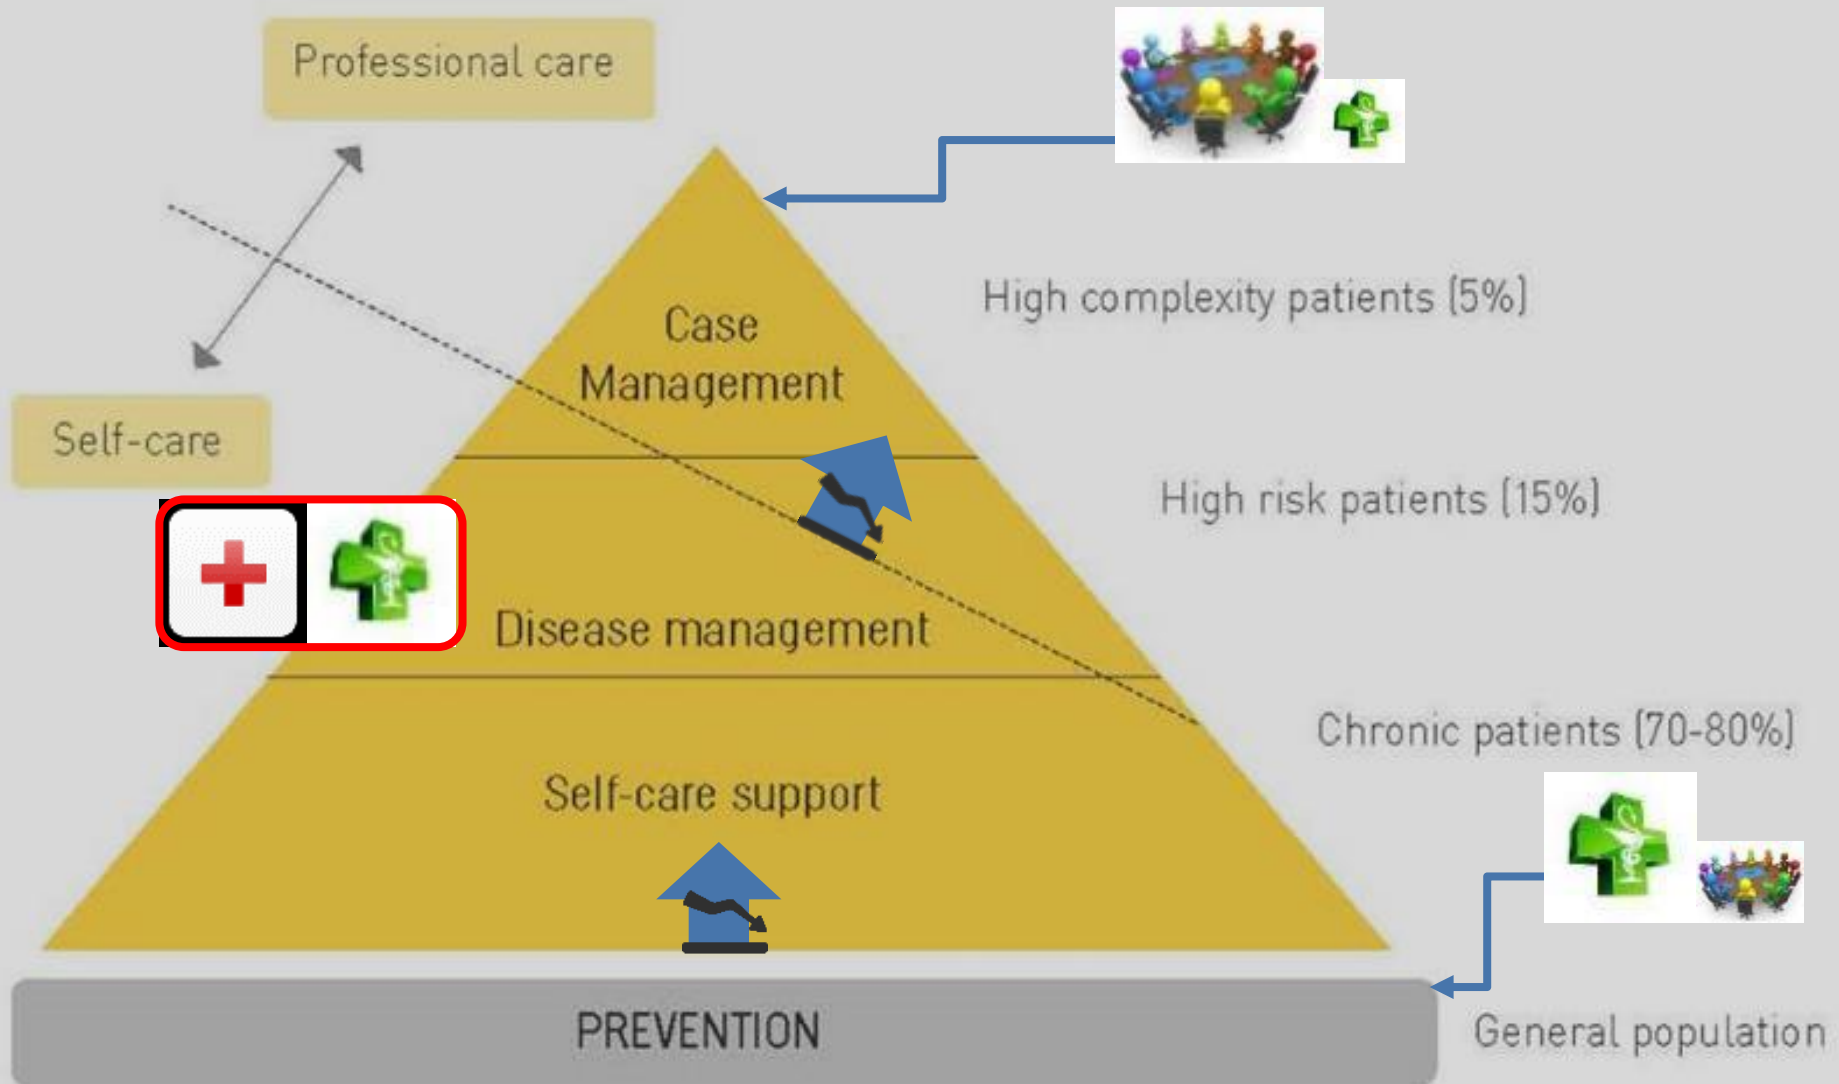 Professional care
High complexity patients (5%)
Case
Management
Self-care
High risk patients (15%)
Disease management
Chronic patients (70-80%)
Self-care support
PREVENTION
General population